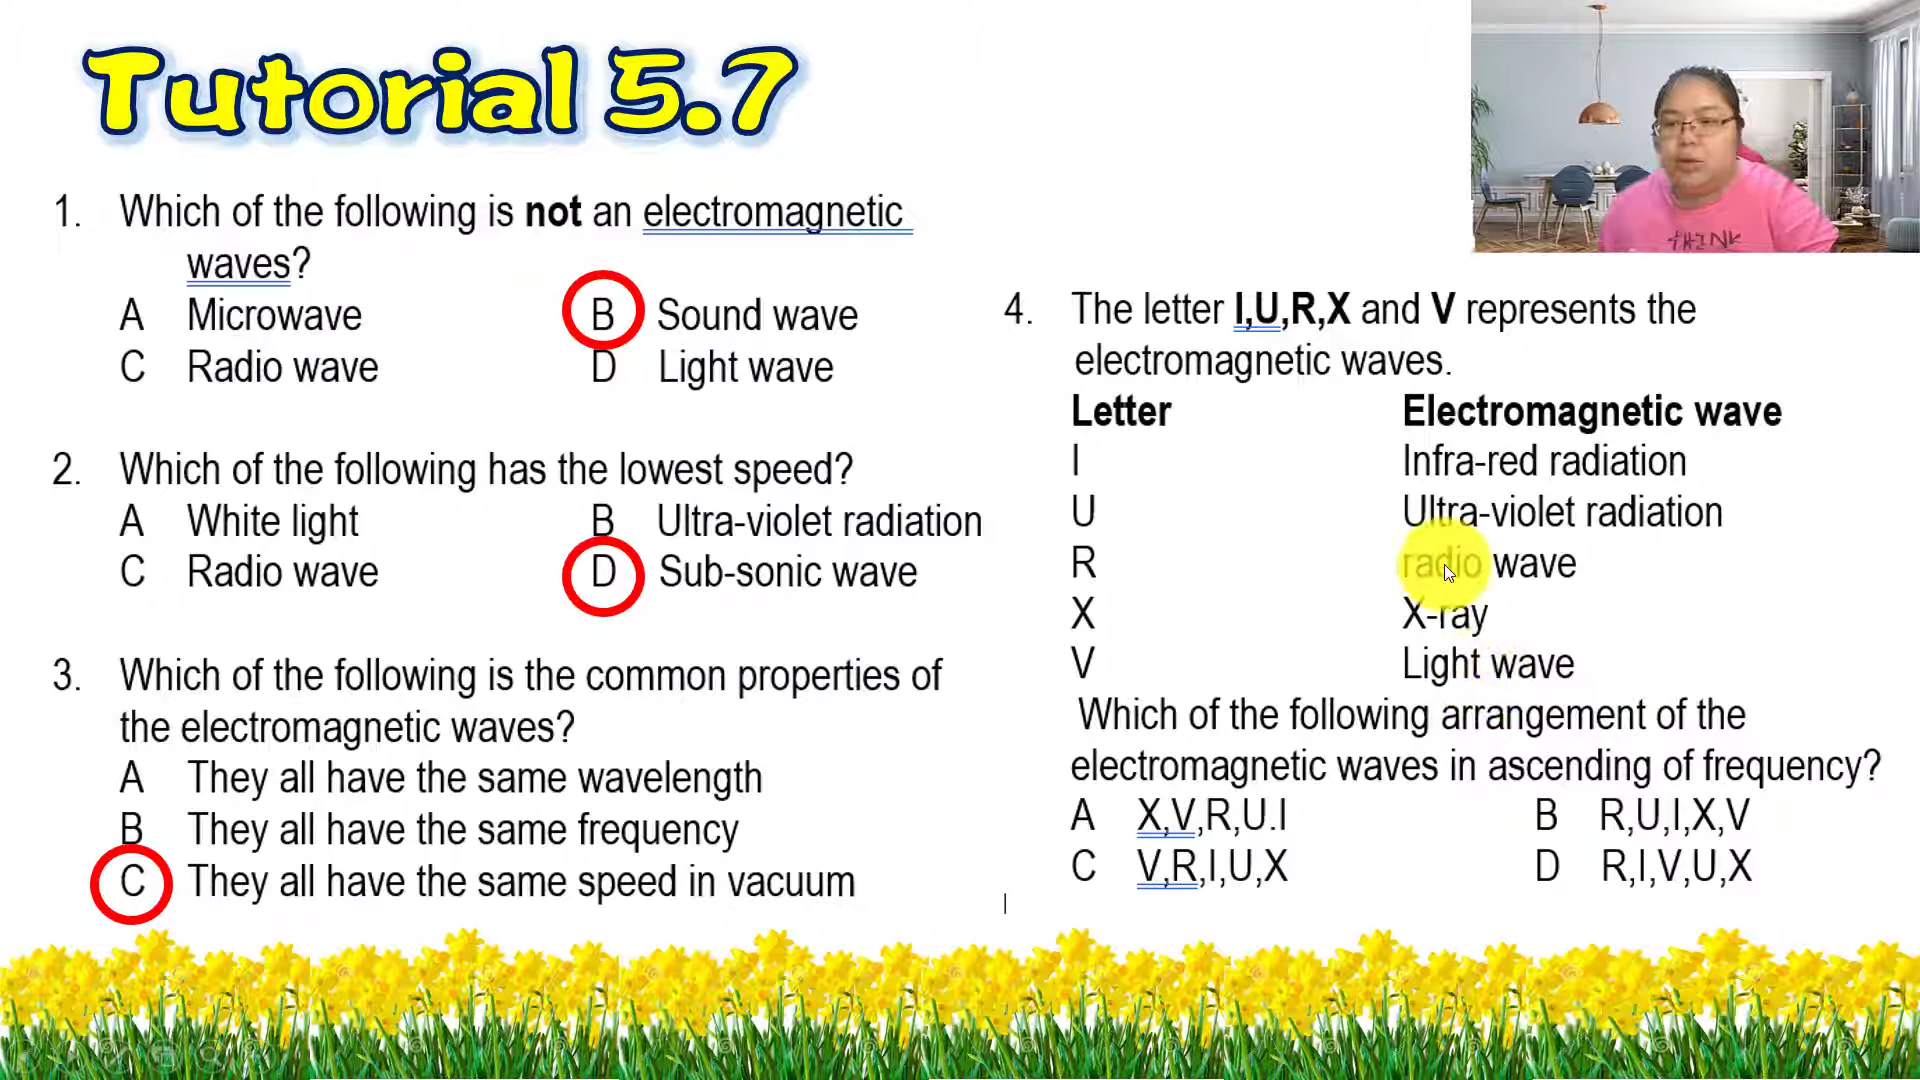 Tutorial 5.7
1. Which of the following is not an electromagnetic
waves?
A Microwave B Sound wave
C Radio wave D Light wave
2. Which of the following has the lowest speed?
A White light B Ultra-violet radiation
C Radio wave D Sub-sonic wave
3. Which of the following is the common properties of
the electromagnetic waves?
A They all have the same wavelength
B They all have the same frequency
C They all have the same speed in vacuum
THINK
4. The letter I,U,R,X and V represents the
electromagnetic waves.
Letter Electromagnetic wave
I Infra-red radiation
U Ultra-violet radiation
R radio wave
X X-ray
V Light wave
Which of the following arrangement of the
electromagnetic waves in ascending of frequency?
A X,V,R,U.I B R,U,I,X,V
C V,R,I,U,X D R,I,V,U,X